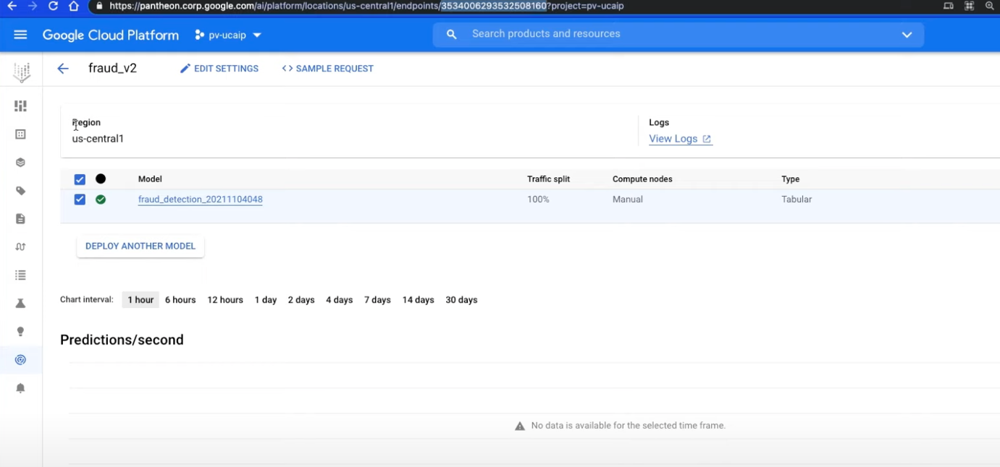 https://pantheon.corp.google.com/ai/platform/locations/us-central1/endpoints/3534006293532508160?project=pv-ucaip
Google Cloud Platform pv-ucaip Search products and resources
fraud_v2 EDIT SETTINGS <> SAMPLE REQUEST
Region Logs
us-central1 View Logs
Model Traffic split Compute nodes Type
fraud_detection_20211104048 100% Manual Tabular
DEPLOY ANOTHER MODEL
Chart interval: 1 hour 6 hours 12 hours 1 day 2 days 4 days 7 days 14 days 30 days
Predictions/second
No data is available for the selected time frame.